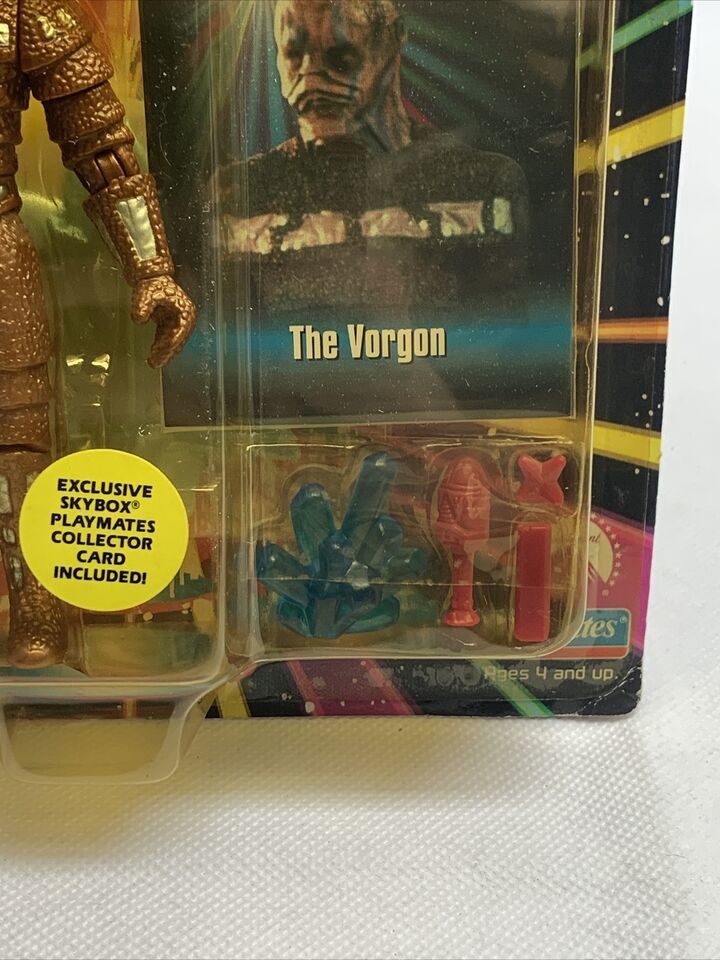 The Vorgon
EXCLUSIVE
SKYBOX®
PLAYMATES
COLLECTOR
CARD
INCLUDED!
Ages 4 and up.